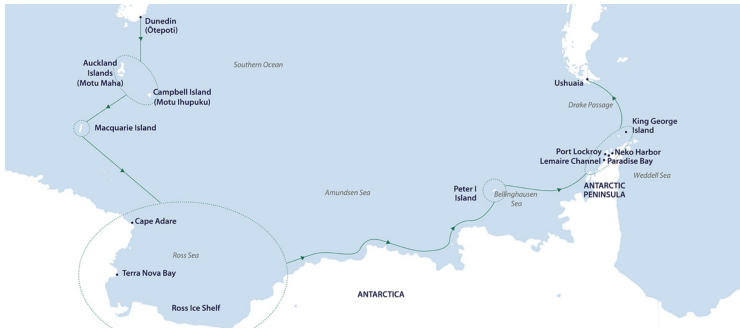 Dunedin
(Ōtepoti)
Auckland
Islands
(Motu Maha)
Campbell Island
(Motu Ihupuku)
Southern Ocean
Macquarie Island
Ushuaia
Drake Passage
King George
Island
Port Lockroy
Neko Harbor
Lemaire Channel
Paradise Bay
Weddell Sea
ANTARCTIC
PENINSULA
Peter I
Island
Bellinghausen
Sea
Amundsen Sea
Cape Adare
Ross Sea
Terra Nova Bay
Ross Ice Shelf
ANTARCTICA